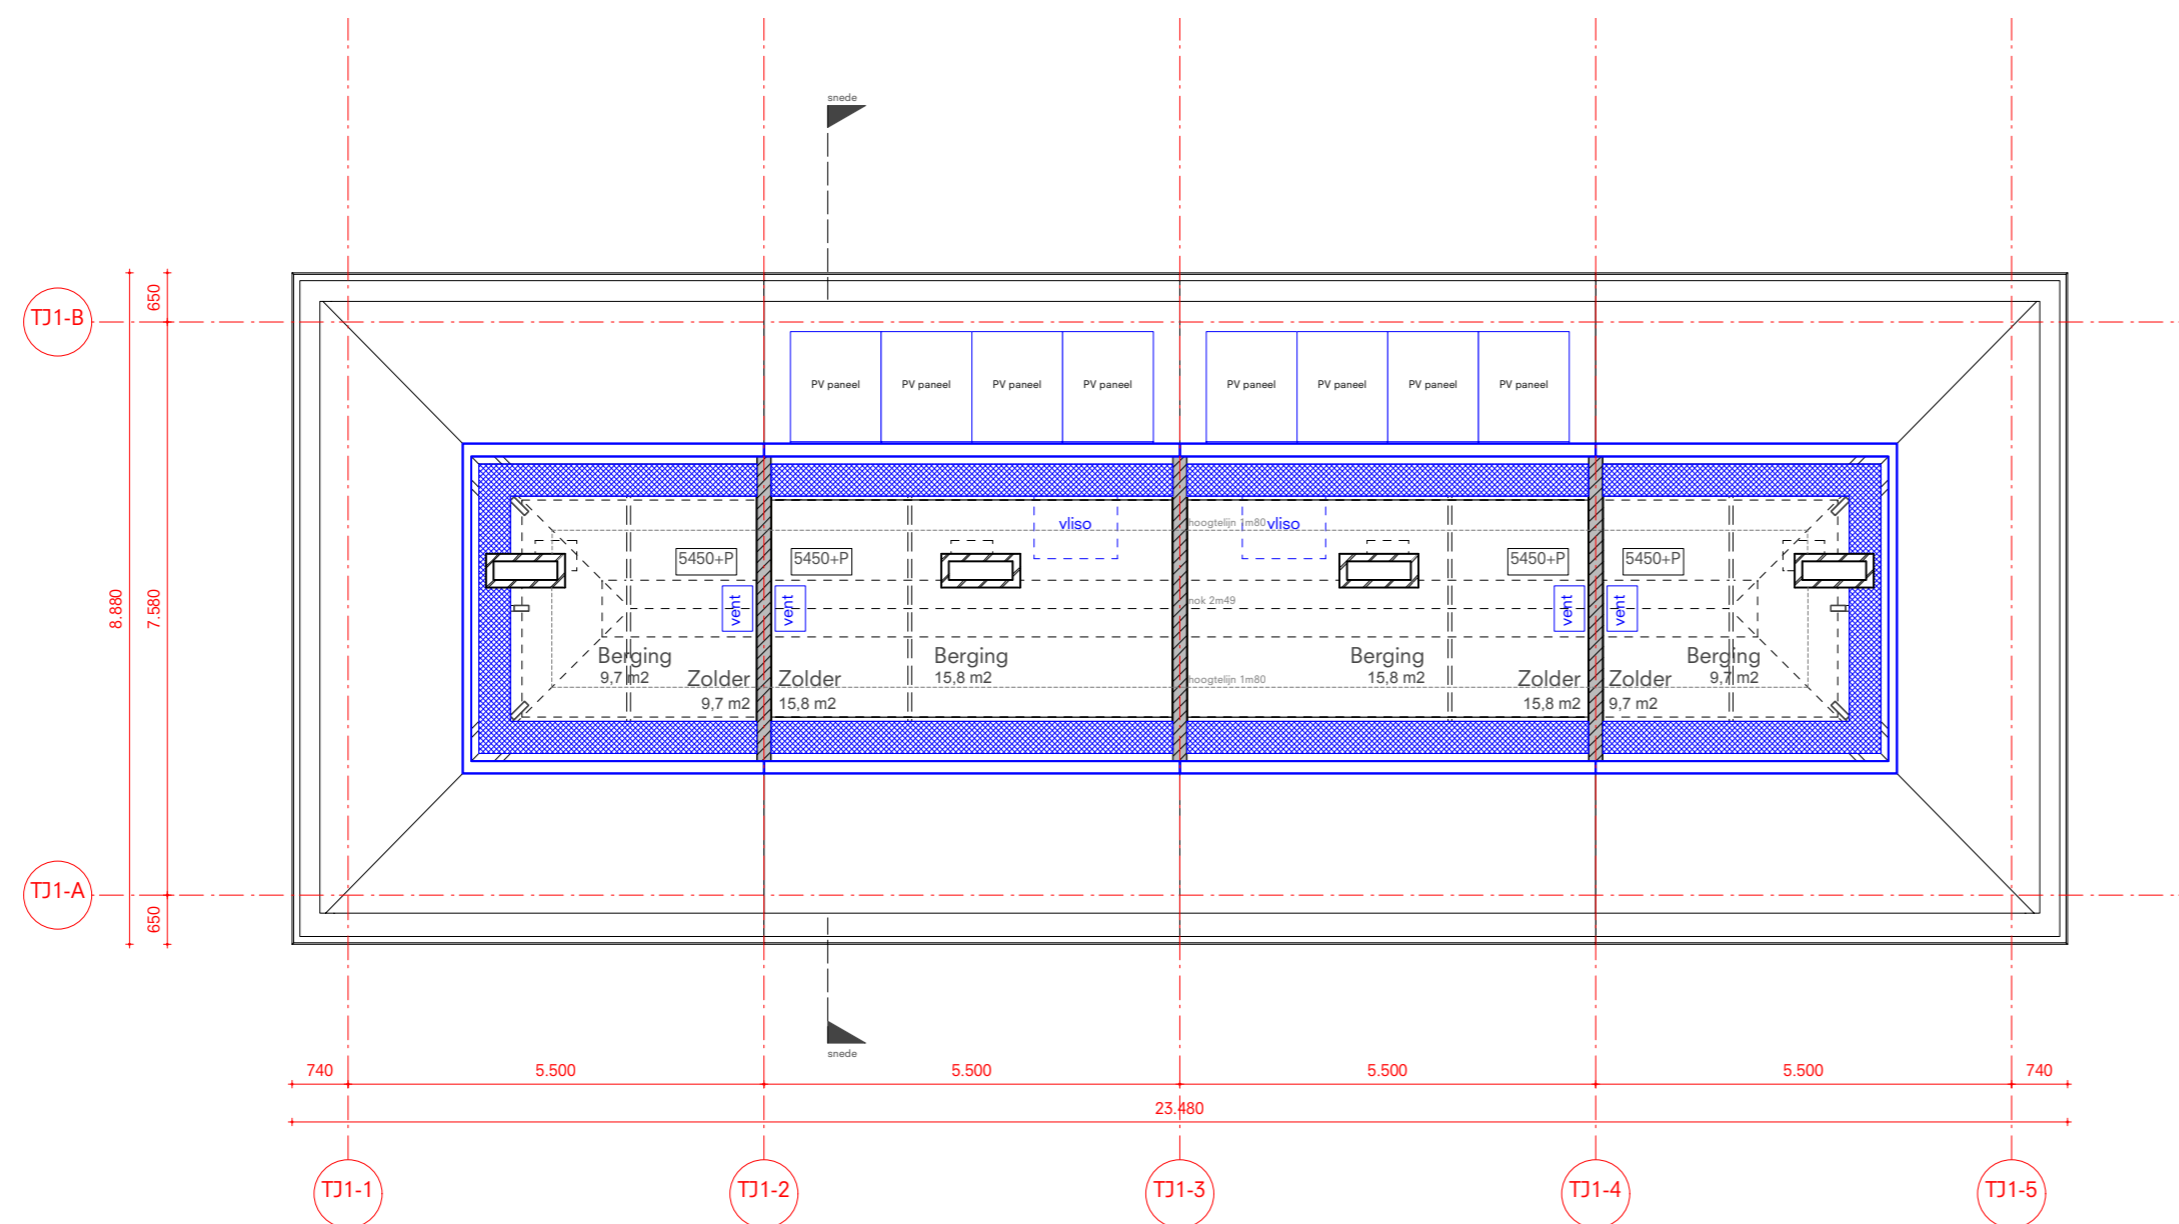 snede
TJ1-B
650
8.880
7.580
PV paneel PV paneel PV paneel PV paneel PV paneel PV paneel PV paneel PV paneel
vliso hoogtelijn 1m80 vliso
5450+P 5450+P 5450+P 5450+P
vent vent nok 2m49 vent vent
Berging Berging Berging Berging
9,7 m2 Zolder Zolder 15,8 m2 hoogtelijn 1m80 15,8 m2 Zolder Zolder 9,7 m2
9,7 m2 15,8 m2 15,8 m2 9,7 m2
TJ1-A
650
snede
740 5.500 5.500 5.500 5.500 740
23.480
TJ1-1 TJ1-2 TJ1-3 TJ1-4 TJ1-5